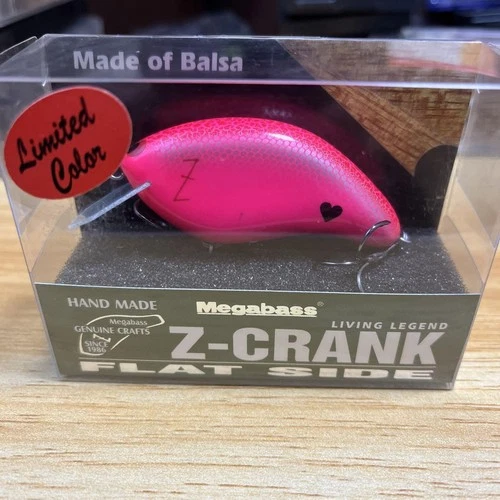 Made of Balsa
Limited
Color
Z
HAND MADE
Megabass
GENUINE CRAFTS
SINCE
1986
Megabass®
LIVING LEGEND
Z-CRANK
FLAT SIDE